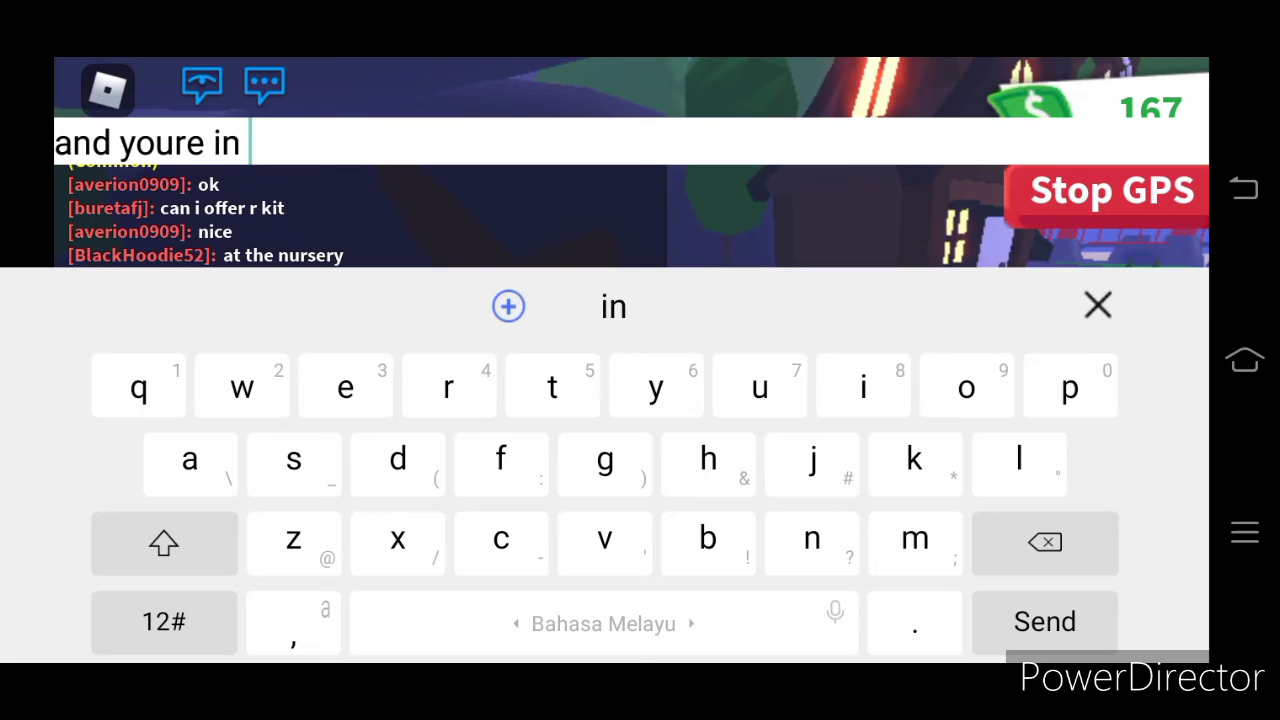 167
and youre in
(Common)
[averion0909]: ok
[buretafj]: can i offer r kit
[averion0909]: nice
[BlackHoodie52]: at the nursery
Stop GPS
in
q 1 w 2 e 3 r 4 t 5 y 6 u 7 i 8 o 9 p 0
a \ s _ d ( f : g ) h & j # k * l "
z @ x / c - v ' b ! n ? m ;
12# , a Bahasa Melayu . Send
PowerDirector